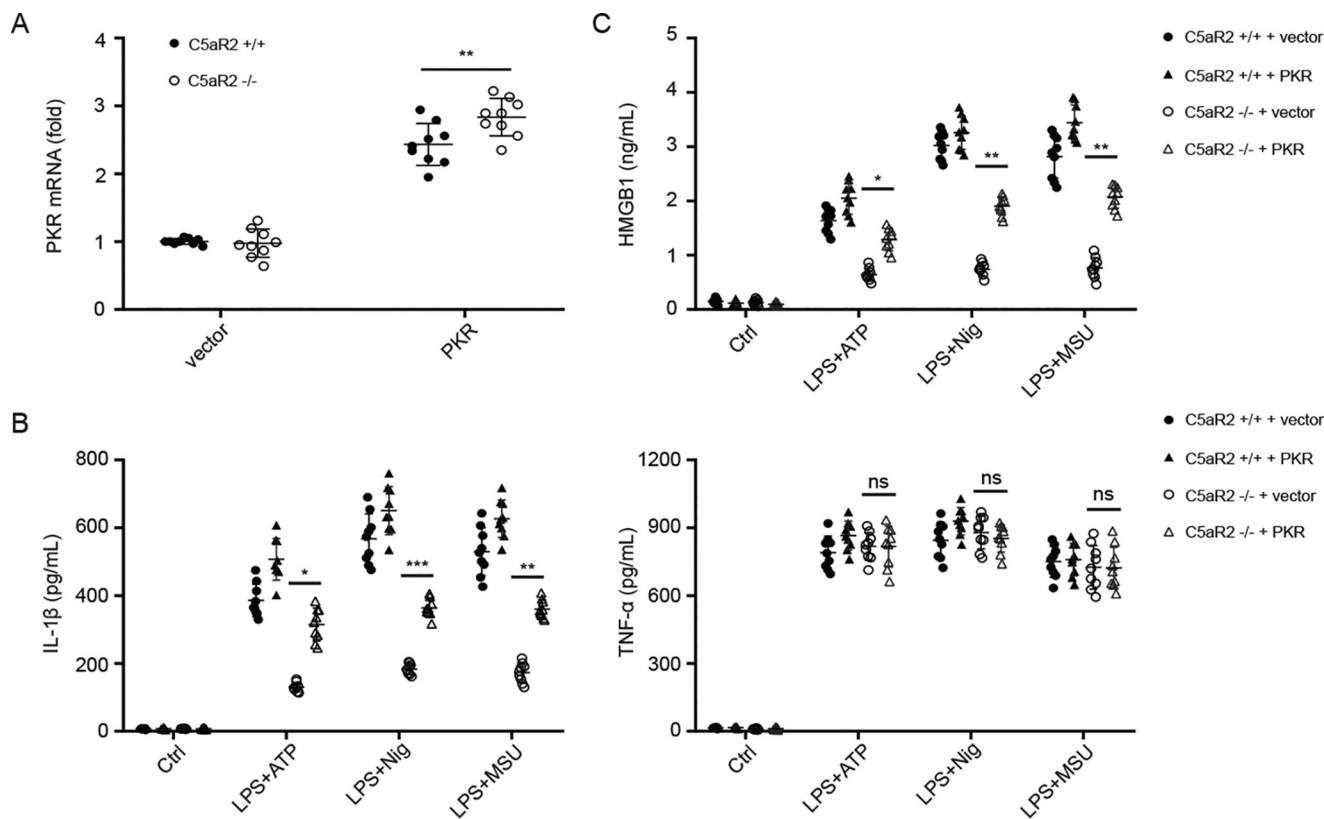 A
C5aR2 +/+
C5aR2 -/-
**
PKR mRNA (fold)
4
3
2
1
0
vector
PKR
C
HMGB1 (ng/mL)
5
4
3
2
1
0
*
**
**
Ctrl
LPS+ATP
LPS+Nig
LPS+MSU
C5aR2 +/+ + vector
C5aR2 +/+ + PKR
C5aR2 -/- + vector
C5aR2 -/- + PKR
B
IL-1β (pg/mL)
800
600
400
200
0
*
***
**
Ctrl
LPS+ATP
LPS+Nig
LPS+MSU
TNF-α (pg/mL)
1200
900
600
300
0
ns
ns
ns
Ctrl
LPS+ATP
LPS+Nig
LPS+MSU
C5aR2 +/+ + vector
C5aR2 +/+ + PKR
C5aR2 -/- + vector
C5aR2 -/- + PKR